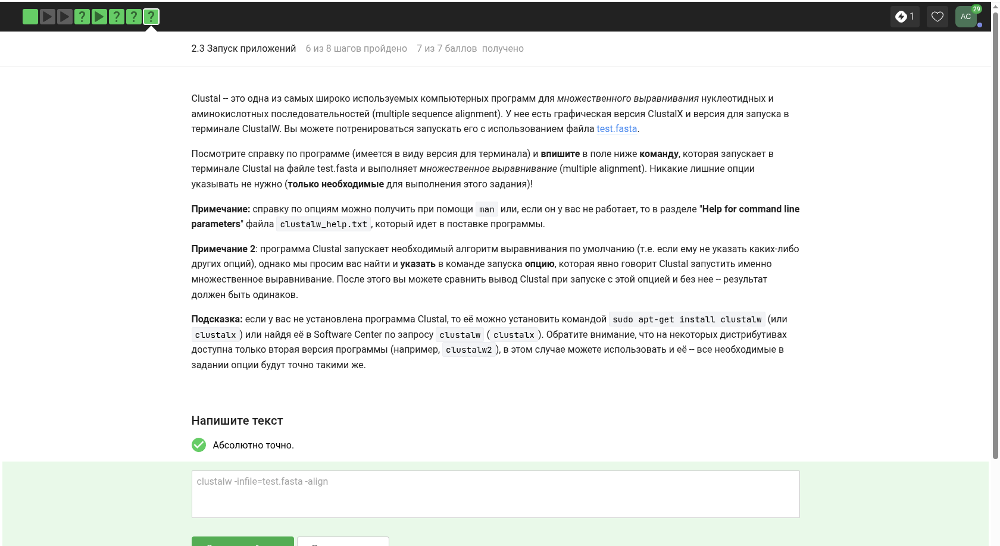 ? ? ? ?
1
AC
29
2.3 Запуск приложений 6 из 8 шагов пройдено 7 из 7 баллов получено
Clustal -- это одна из самых широко используемых компьютерных программ для множественного выравнивания нуклеотидных и
аминокислотных последовательностей (multiple sequence alignment). У нее есть графическая версия ClustalX и версия для запуска в
терминале ClustalW. Вы можете потренироваться запускать его с использованием файла test.fasta.
Посмотрите справку по программе (имеется в виду версия для терминала) и впишите в поле ниже команду, которая запускает в
терминале Clustal на файле test.fasta и выполняет множественное выравнивание (multiple alignment). Никакие лишние опции
указывать не нужно (только необходимые для выполнения этого задания)!
Примечание: справку по опциям можно получить при помощи man или, если он у вас не работает, то в разделе "Help for command line
parameters" файла clustalw_help.txt, который идет в поставке программы.
Примечание 2: программа Clustal запускает необходимый алгоритм выравнивания по умолчанию (т.е. если ему не указать каких-либо
других опций), однако мы просим вас найти и указать в команде запуска опцию, которая явно говорит Clustal запустить именно
множественное выравнивание. После этого вы можете сравнить вывод Clustal при запуске с этой опцией и без нее -- результат
должен быть одинаков.
Подсказка: если у вас не установлена программа Clustal, то её можно установить командой sudo apt-get install clustalw (или
clustalx) или найдя её в Software Center по запросу clustalw (clustalx). Обратите внимание, что на некоторых дистрибутивах
доступна только вторая версия программы (например, clustalw2), в этом случае можете использовать и её -- все необходимые в
задании опции будут точно такими же.
Напишите текст
Абсолютно точно.
clustalw -infile=test.fasta -align